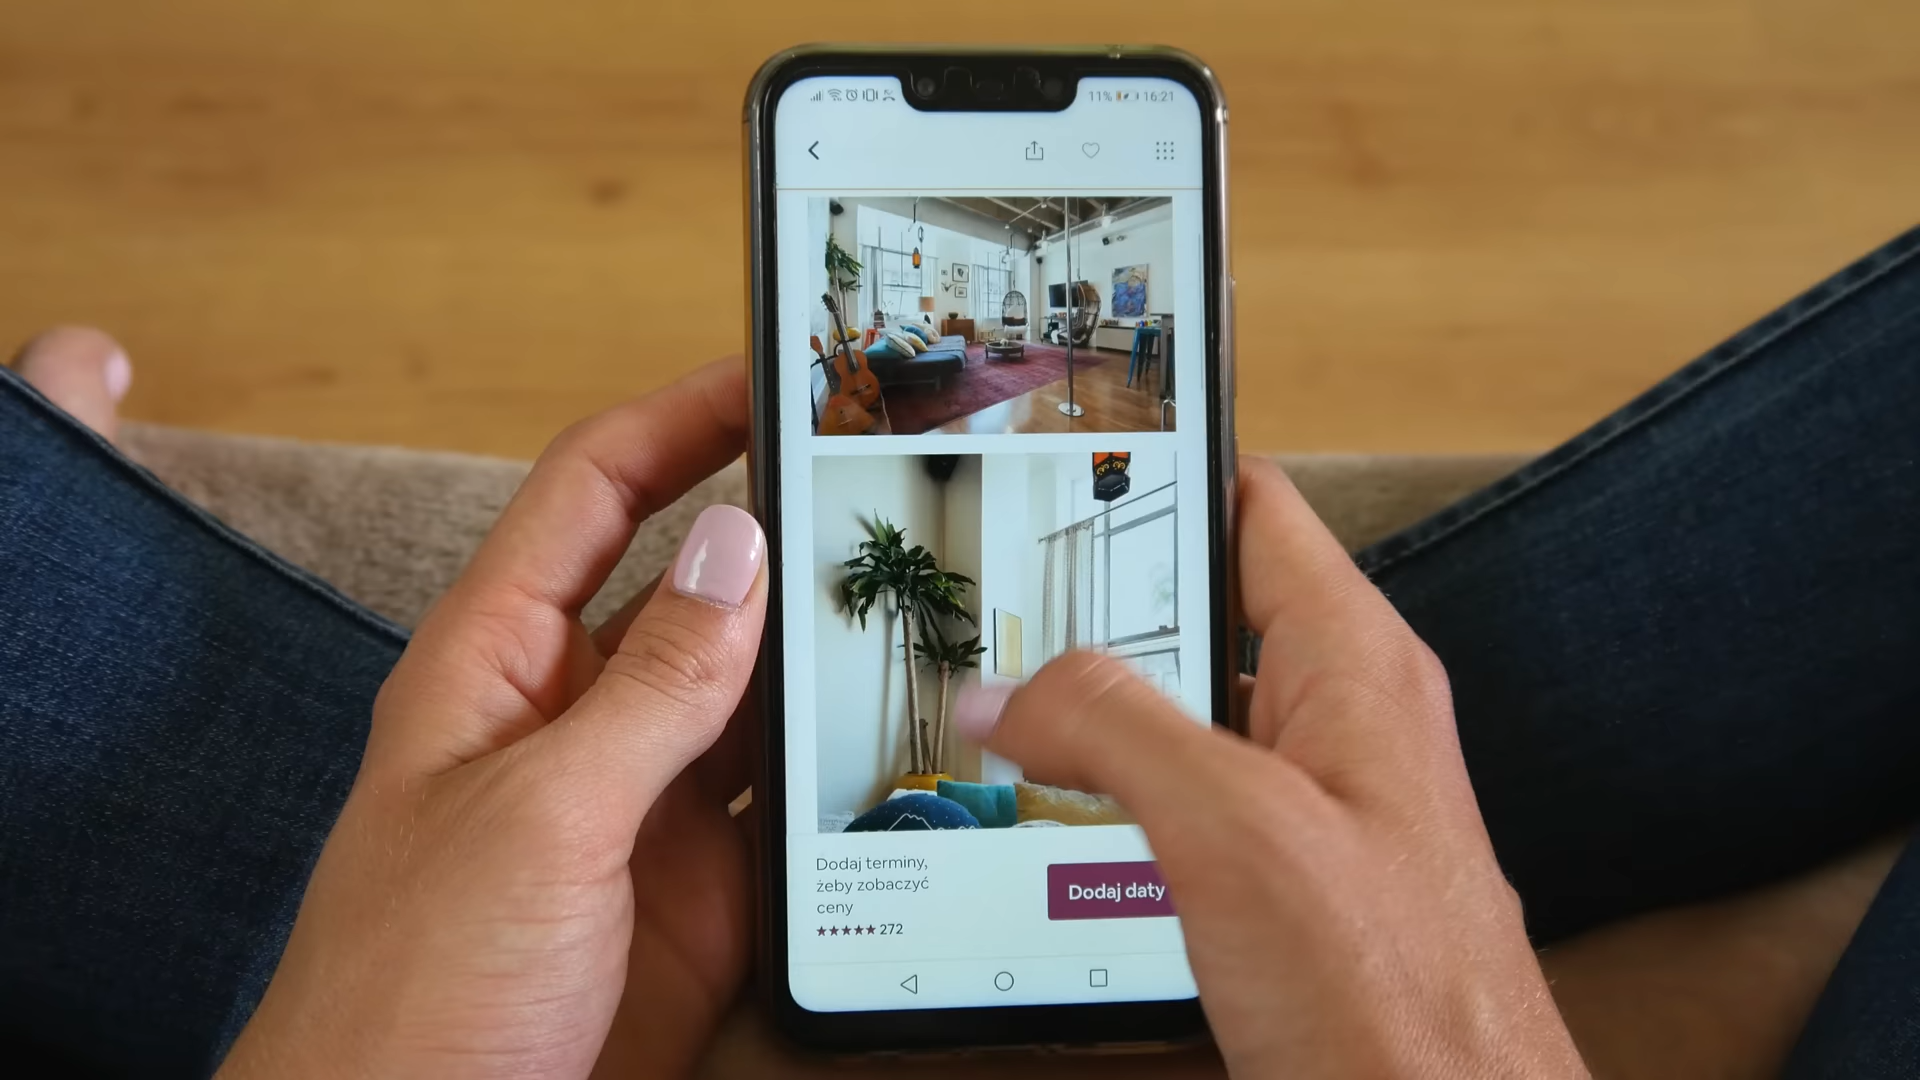 11% 16:21
Dodaj terminy,
żeby zobaczyć
ceny
Dodaj daty
★★★★★ 272